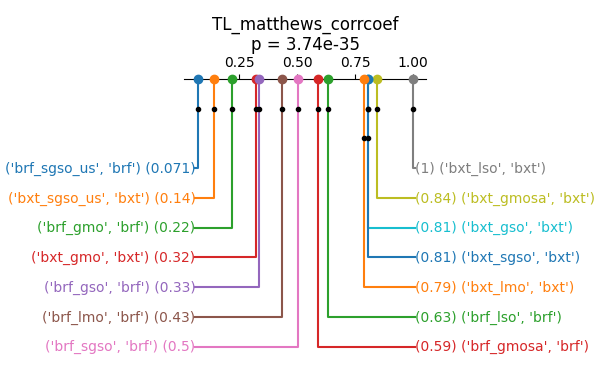 TL_matthews_corrcoef
p = 3.74e-35
0.25 0.50 0.75 1.00
('brf_sgso_us', 'brf') (0.071) (1) ('bxt_lso', 'bxt')
('bxt_sgso_us', 'bxt') (0.14) (0.84) ('bxt_gmosa', 'bxt')
('brf_gmo', 'brf') (0.22) (0.81) ('bxt_gso', 'bxt')
('bxt_gmo', 'bxt') (0.32) (0.81) ('bxt_sgso', 'bxt')
('brf_gso', 'brf') (0.33) (0.79) ('bxt_lmo', 'bxt')
('brf_lmo', 'brf') (0.43) (0.63) ('brf_lso', 'brf')
('brf_sgso', 'brf') (0.5) (0.59) ('brf_gmosa', 'brf')